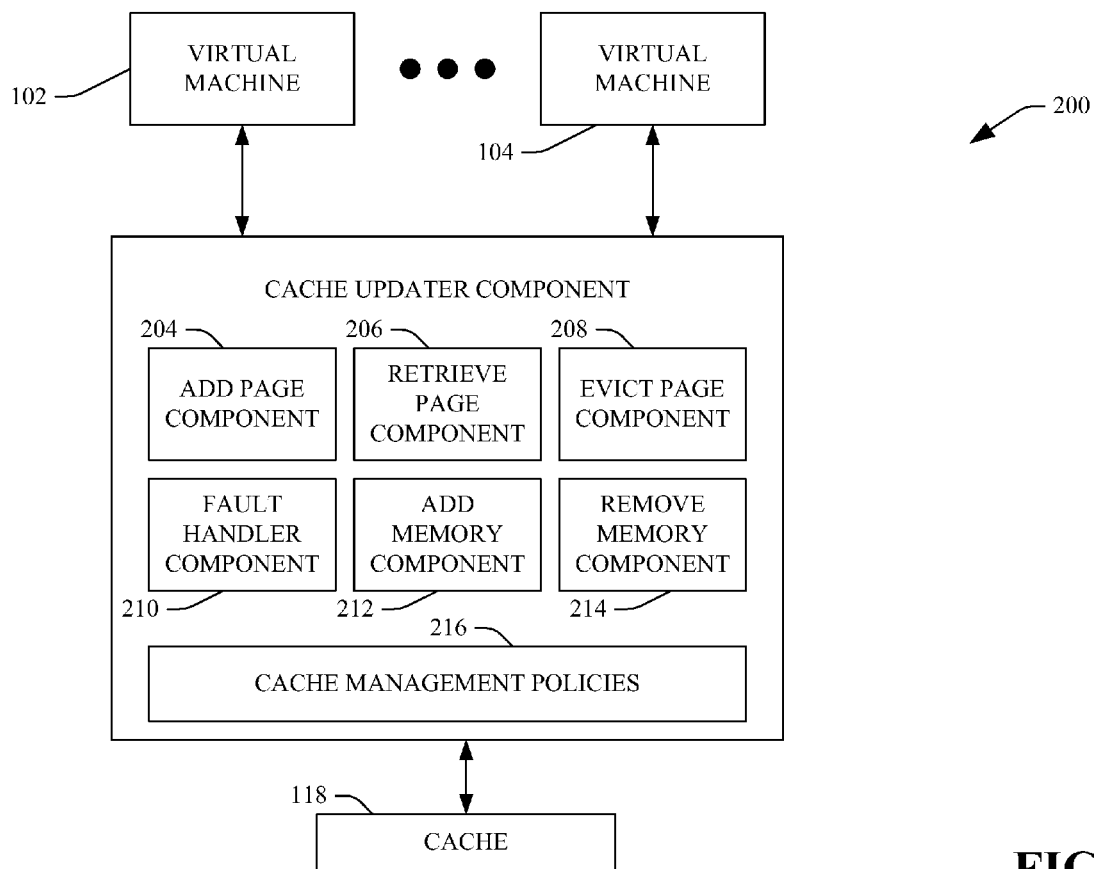 VIRTUAL
MACHINE
VIRTUAL
MACHINE
102
104
200
CACHE UPDATER COMPONENT
204
206
208
ADD PAGE
COMPONENT
RETRIEVE
PAGE
COMPONENT
EVICT PAGE
COMPONENT
FAULT
HANDLER
COMPONENT
ADD
MEMORY
COMPONENT
REMOVE
MEMORY
COMPONENT
210
212
214
216
CACHE MANAGEMENT POLICIES
118
CACHE